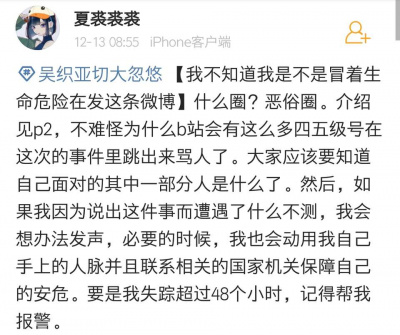 夏裘裘裘
12-13 08:55 iPhone客户端
吴织亚切大忽悠 【我不知道我是不是冒着生
命危险在发这条微博】什么圈？恶俗圈。介绍
见p2，不难怪为什么b站会有这么多四五级号在
这次的事件里跳出来骂人了。大家应该要知道
自己面对的其中一部分人是什么了。然后，如
果我因为说出这件事而遭遇了什么不测，我会
想办法发声，必要的时候，我也会动用我自己
手上的人脉并且联系相关的国家机关保障自己
的安危。要是我失踪超过48个小时，记得帮我
报警。